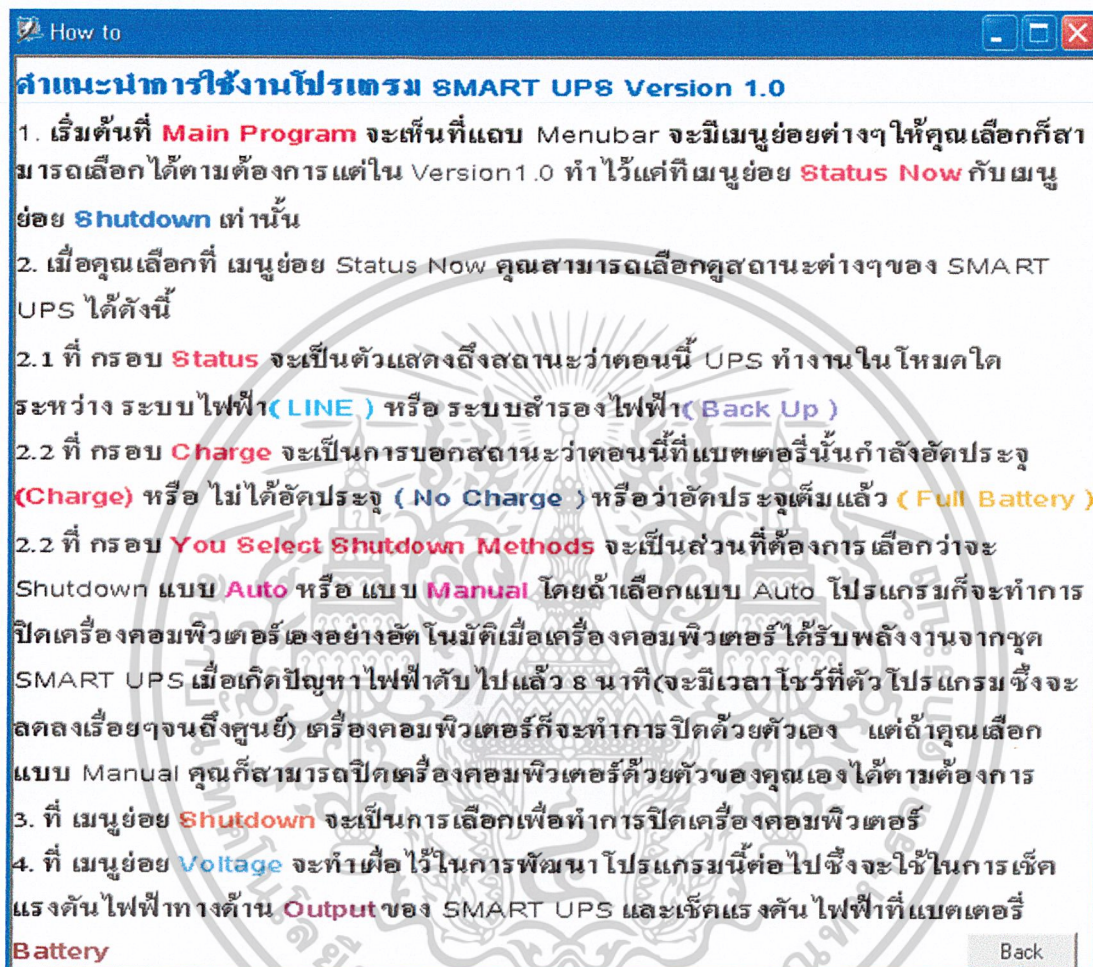 How to
คำแนะนำการใช้งานโปรแกรม SMART UPS Version 1.0
1. เริ่มต้นที่ Main Program จะเห็นที่แถบ Menubar จะมีเมนูย่อยต่างๆให้คุณเลือกก็สา
มารถเลือกได้ตามต้องการแต่ใน Version1.0 ทำไว้แค่ที่เมนูย่อย Status Now กับเมนู
ย่อย Shutdown เท่านั้น
2. เมื่อคุณเลือกที่ เมนูย่อย Status Now คุณสามารถเลือกดูสถานะต่างๆของ SMART
UPS ได้ดังนี้
2.1 ที่ กรอบ Status จะเป็นตัวแสดงถึงสถานะว่าตอนนี้ UPS ทำงานในโหมดใด
ระหว่าง ระบบไฟฟ้า( LINE ) หรือ ระบบสำรองไฟฟ้า( Back Up )
2.2 ที่ กรอบ Charge จะเป็นการบอกสถานะว่าตอนนี้ที่แบตเตอรี่นั้นกำลังอัดประจุ
(Charge) หรือ ไม่ได้อัดประจุ ( No Charge ) หรือว่าอัดประจุเต็มแล้ว ( Full Battery )
2.2 ที่ กรอบ You Select Shutdown Methods จะเป็นส่วนที่ต้องการเลือกว่าจะ
Shutdown แบบ Auto หรือ แบบ Manual โดยถ้าเลือกแบบ Auto โปรแกรมก็จะทำการ
ปิดเครื่องคอมพิวเตอร์เองอย่างอัตโนมัติเมื่อเครื่องคอมพิวเตอร์ได้รับพลังงานจากชุด
SMART UPS เมื่อเกิดปัญหาไฟฟ้าดับไปแล้ว 8 นาที(จะมีเวลาโชว์ที่ตัวโปรแกรมซึ่งจะ
ลดลงเรื่อยๆจนถึงศูนย์) เครื่องคอมพิวเตอร์ก็จะทำการปิดด้วยตัวเอง แต่ถ้าคุณเลือก
แบบ Manual คุณก็สามารถปิดเครื่องคอมพิวเตอร์ด้วยตัวของคุณเองได้ตามต้องการ
3. ที่ เมนูย่อย Shutdown จะเป็นการเลือกเพื่อทำการปิดเครื่องคอมพิวเตอร์
4. ที่ เมนูย่อย Voltage จะทำเผื่อไว้ในการพัฒนาโปรแกรมนี้ต่อไปซึ่งจะใช้ในการเช็ค
แรงดันไฟฟ้าทางด้าน Output ของ SMART UPS และเช็คแรงดันไฟฟ้าที่แบตเตอรี่
Battery
Back